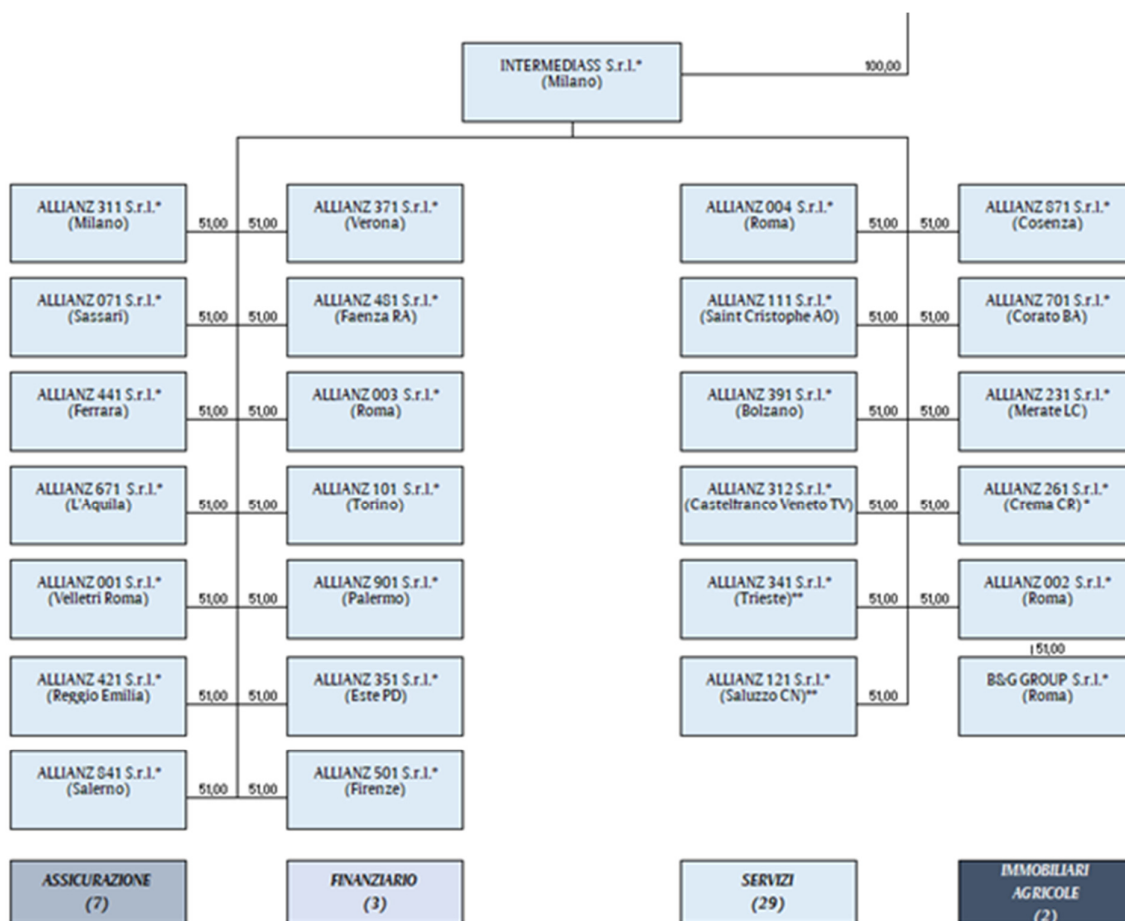 INTERMEDIASS S.r.l.*
(Milano)
100,00
ALLIANZ 311 S.r.l.*
(Milano)
51,00
51,00
ALLIANZ 371 S.r.l.*
(Verona)
ALLIANZ 004 S.r.l.*
(Roma)
51,00
51,00
ALLIANZ 871 S.r.l.*
(Cosenza)
ALLIANZ 071 S.r.l.*
(Sassari)
51,00
51,00
ALLIANZ 481 S.r.l.*
(Faenza RA)
ALLIANZ 111 S.r.l.*
(Saint Cristophe AO)
51,00
51,00
ALLIANZ 701 S.r.l.*
(Corato BA)
ALLIANZ 441 S.r.l.*
(Ferrara)
51,00
51,00
ALLIANZ 003 S.r.l.*
(Roma)
ALLIANZ 391 S.r.l.*
(Bolzano)
51,00
51,00
ALLIANZ 231 S.r.l.*
(Merate LC)
ALLIANZ 671 S.r.l.*
(L'Aquila)
51,00
51,00
ALLIANZ 101 S.r.l.*
(Torino)
ALLIANZ 312 S.r.l.*
(Castelfranco Veneto TV)
51,00
51,00
ALLIANZ 261 S.r.l.*
(Crema CR) *
ALLIANZ 001 S.r.l.*
(Velletri Roma)
51,00
51,00
ALLIANZ 901 S.r.l.*
(Palermo)
ALLIANZ 341 S.r.l.*
(Trieste)**
51,00
51,00
ALLIANZ 002 S.r.l.*
(Roma)
51,00
ALLIANZ 421 S.r.l.*
(Reggio Emilia)
51,00
51,00
ALLIANZ 351 S.r.l.*
(Este PD)
ALLIANZ 121 S.r.l.*
(Saluzzo CN)**
51,00
B&G GROUP S.r.l.*
(Roma)
ALLIANZ 841 S.r.l.*
(Salerno)
51,00
51,00
ALLIANZ 501 S.r.l.*
(Firenze)
ASSICURAZIONE
(7)
FINANZIARIO
(3)
SERVIZI
(29)
IMMOBILIARI
AGRICOLE
(2)